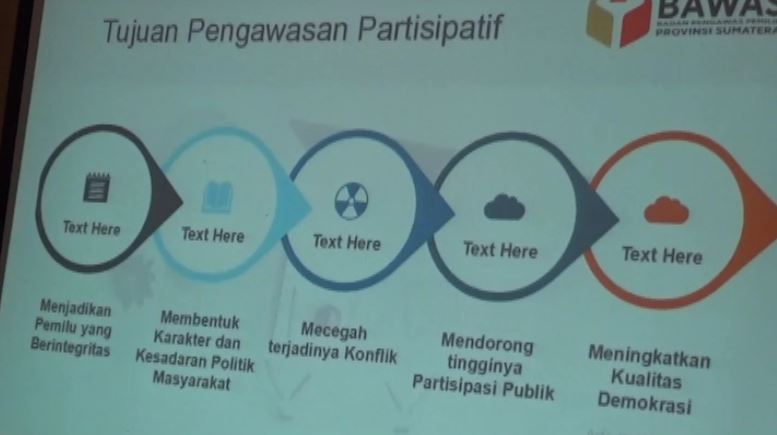 Tujuan Pengawasan Partisipatif
BAWAS
BADAN PENGAWAS PEMILI
PROVINSI SUMATERA
Text Here
Text Here
Text Here
Text Here
Text Here
Menjadikan
Pemilu yang
Berintegritas
Membentuk
Karakter dan
Kesadaran Politik
Masyarakat
Mecegah
terjadinya Konflik
Mendorong
tingginya
Partisipasi Publik
Meningkatkan
Kualitas
Demokrasi